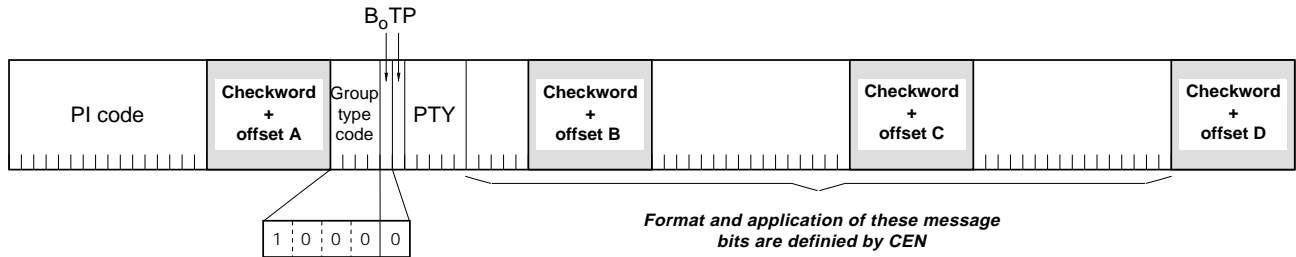 BoTP
PI code
Checkword
+
offset A
Group
type
code
PTY
Checkword
+
offset B
Checkword
+
offset C
Checkword
+
offset D
1 0 0 0 0
Format and application of these message
bits are definied by CEN